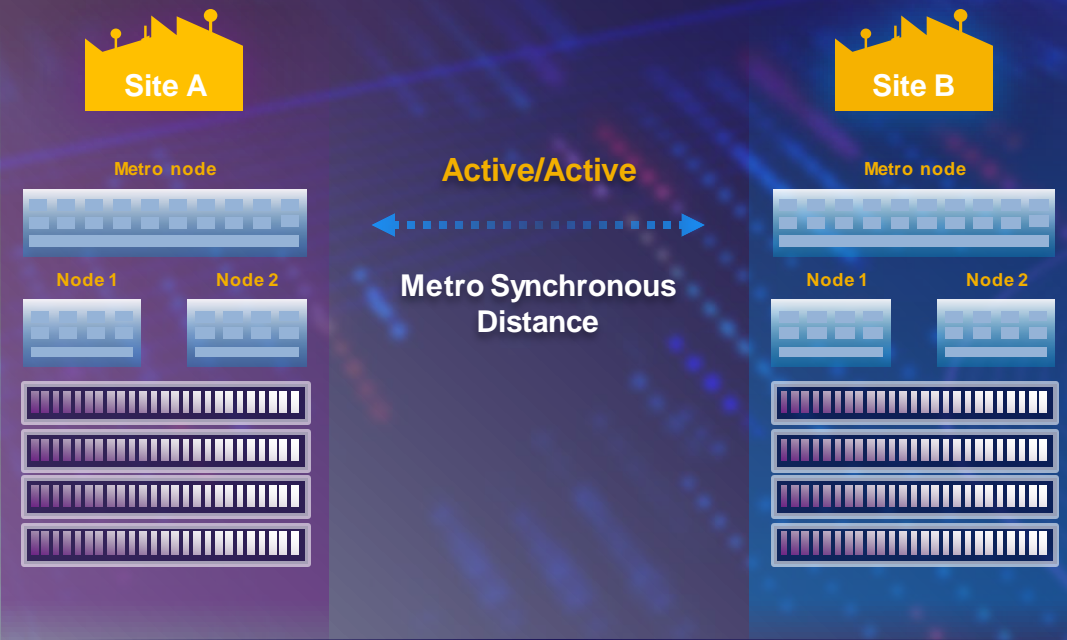 Site A
Site B
Metro node
Active/Active
Metro node
Node 1
Node 2
Metro Synchronous
Distance
Node 1
Node 2